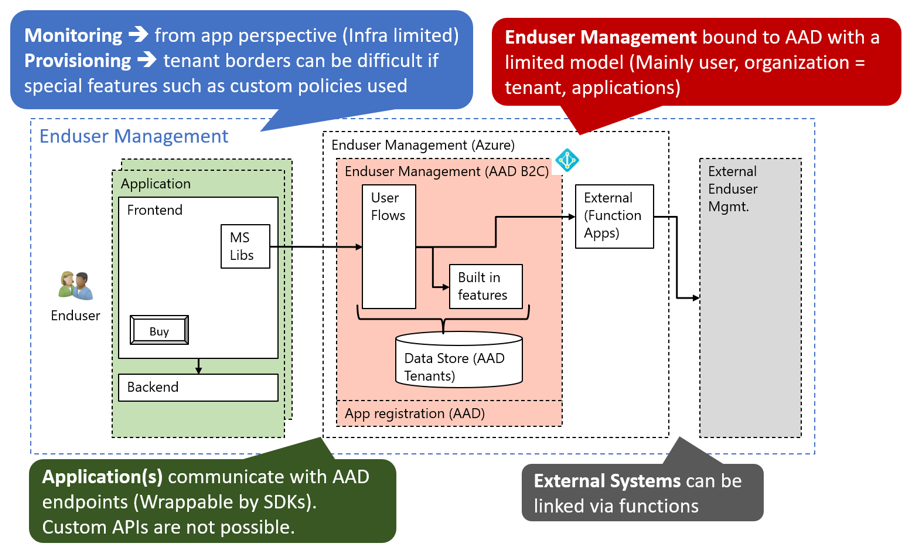 Monitoring ➔ from app perspective (Infra limited)
Provisioning ➔ tenant borders can be difficult if
special features such as custom policies used
Enduser Management bound to AAD with a
limited model (Mainly user, organization =
tenant, applications)
Enduser Management
Enduser Management (Azure)
Enduser Management (AAD B2C)
Application
Frontend
MS
Libs
Buy
Backend
Enduser
User
Flows
Built in
features
Data Store (AAD
Tenants)
App registration (AAD)
External
(Function
Apps)
External
Enduser
Mgmt.
Application(s) communicate with AAD
endpoints (Wrappable by SDKs).
Custom APIs are not possible.
External Systems can be
linked via functions